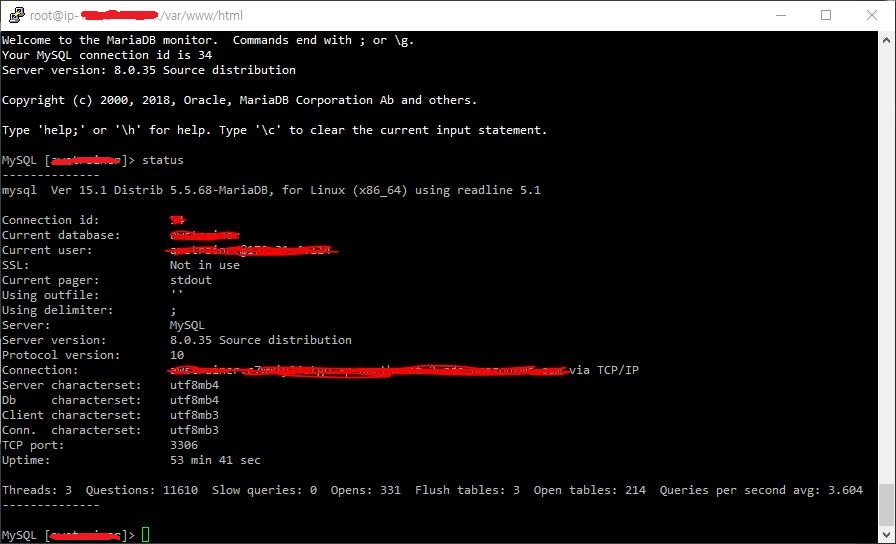 root@ip-:/var/www/html
Welcome to the MariaDB monitor.  Commands end with ; or \g.
Your MySQL connection id is 34
Server version: 8.0.35 Source distribution
Copyright (c) 2000, 2018, Oracle, MariaDB Corporation Ab and others.
Type 'help;' or '\h' for help. Type '\c' to clear the current input statement.
MySQL []> status
--------------
mysql  Ver 15.1 Distrib 5.5.68-MariaDB, for Linux (x86_64) using readline 5.1
Connection id:
Current database:
Current user:
SSL:                    Not in use
Current pager:          stdout
Using outfile:          ''
Using delimiter:        ;
Server:                 MySQL
Server version:         8.0.35 Source distribution
Protocol version:       10
Connection:             via TCP/IP
Server characterset:    utf8mb4
Db     characterset:    utf8mb4
Client characterset:    utf8mb3
Conn.  characterset:    utf8mb3
TCP port:               3306
Uptime:                 53 min 41 sec
Threads: 3  Questions: 11610  Slow queries: 0  Opens: 331  Flush tables: 3  Open tables: 214  Queries per second avg: 3.604
--------------
MySQL []>